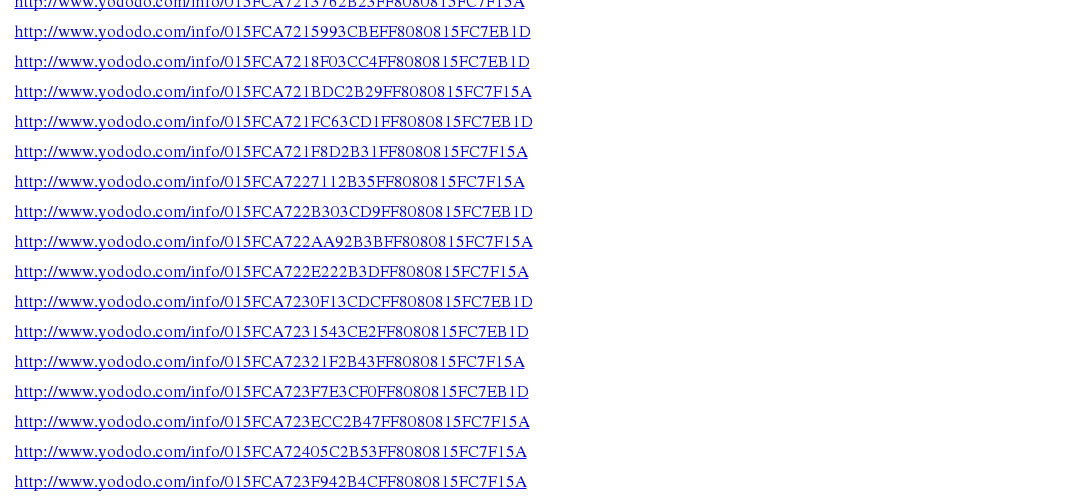 http://www.yododo.com/info/015FCA7213762B23FF8080815FC7F15A
http://www.yododo.com/info/015FCA7215993CBEFF8080815FC7EB1D
http://www.yododo.com/info/015FCA7218F03CC4FF8080815FC7EB1D
http://www.yododo.com/info/015FCA721BDC2B29FF8080815FC7F15A
http://www.yododo.com/info/015FCA721FC63CD1FF8080815FC7EB1D
http://www.yododo.com/info/015FCA721F8D2B31FF8080815FC7F15A
http://www.yododo.com/info/015FCA7227112B35FF8080815FC7F15A
http://www.yododo.com/info/015FCA722B303CD9FF8080815FC7EB1D
http://www.yododo.com/info/015FCA722AA92B3BFF8080815FC7F15A
http://www.yododo.com/info/015FCA722E222B3DFF8080815FC7F15A
http://www.yododo.com/info/015FCA7230F13CDCFF8080815FC7EB1D
http://www.yododo.com/info/015FCA7231543CE2FF8080815FC7EB1D
http://www.yododo.com/info/015FCA72321F2B43FF8080815FC7F15A
http://www.yododo.com/info/015FCA723F7E3CF0FF8080815FC7EB1D
http://www.yododo.com/info/015FCA723ECC2B47FF8080815FC7F15A
http://www.yododo.com/info/015FCA72405C2B53FF8080815FC7F15A
http://www.yododo.com/info/015FCA723F942B4CFF8080815FC7F15A